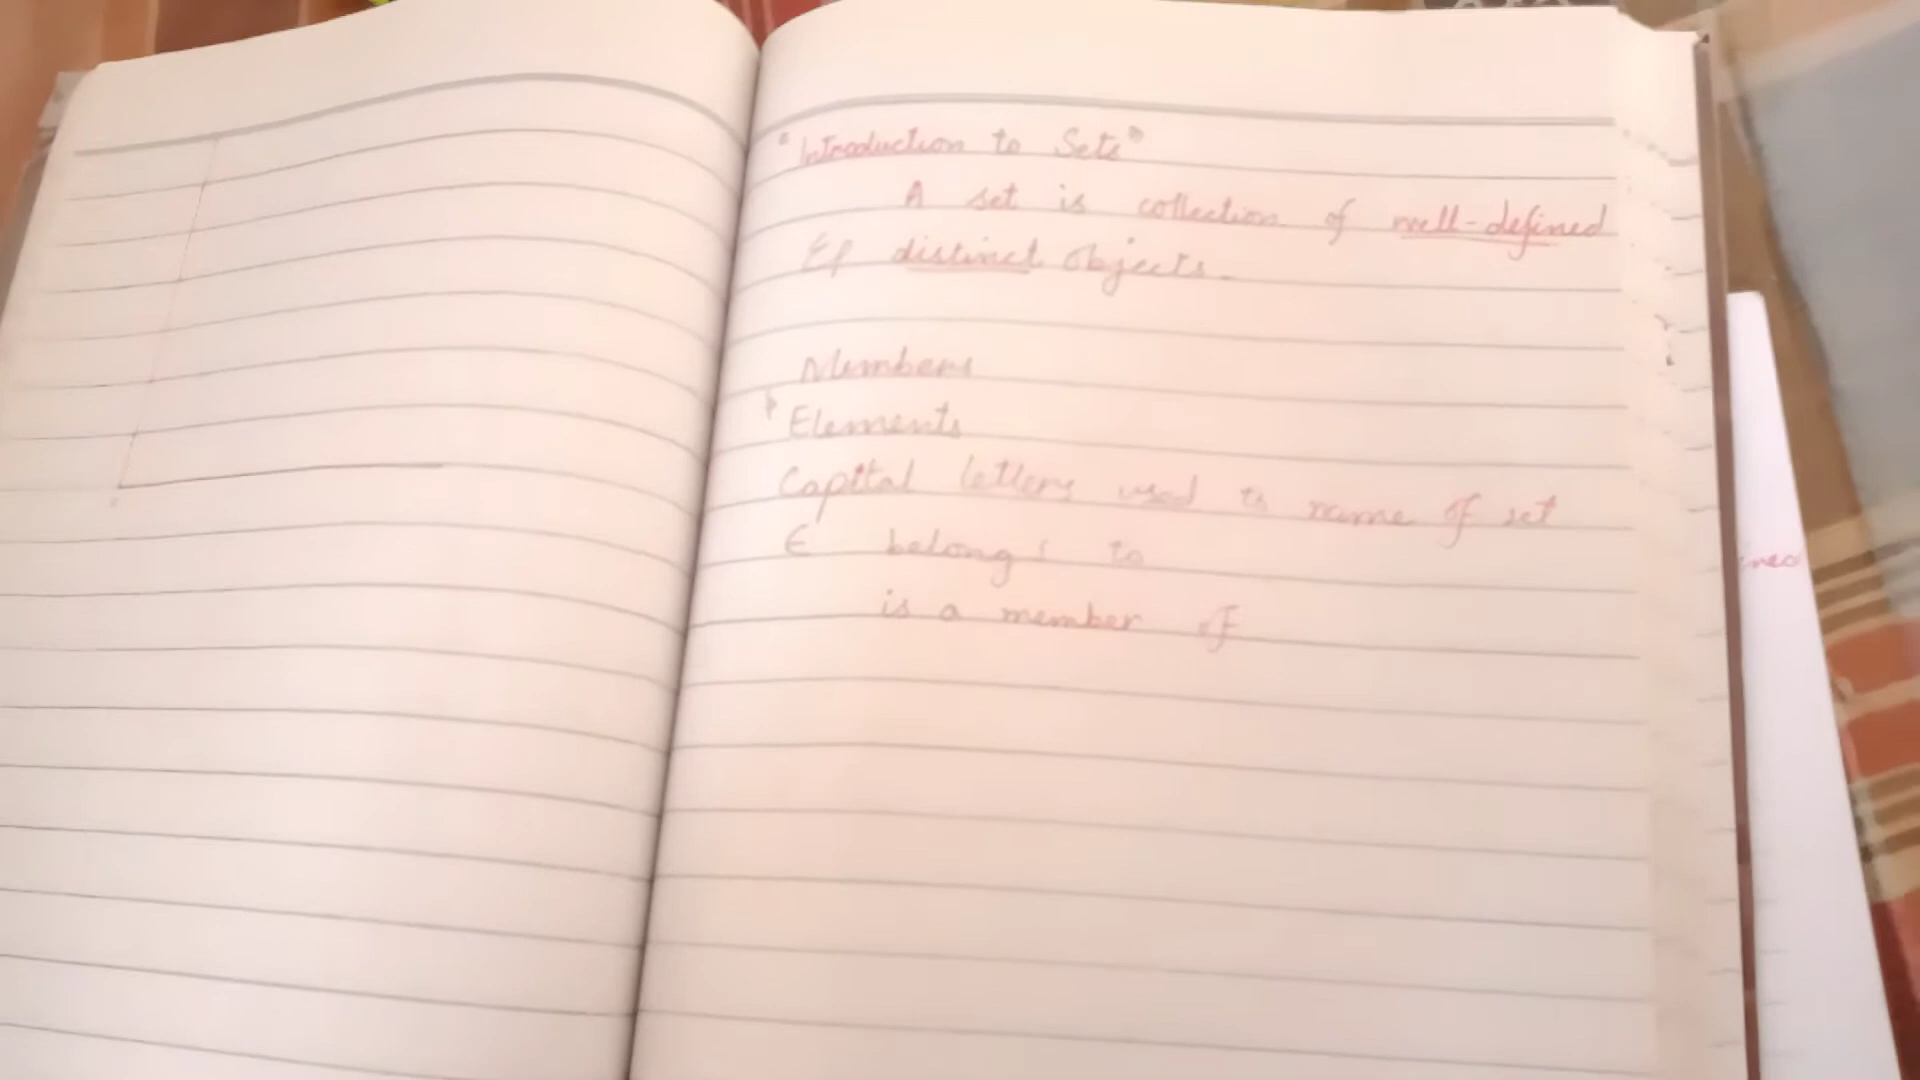 "Introduction to Sets"
A set is collection of well-defined
& distinct objects.
Members
Elements
Capital letters used to name of set
∈ belongs to
is a member of